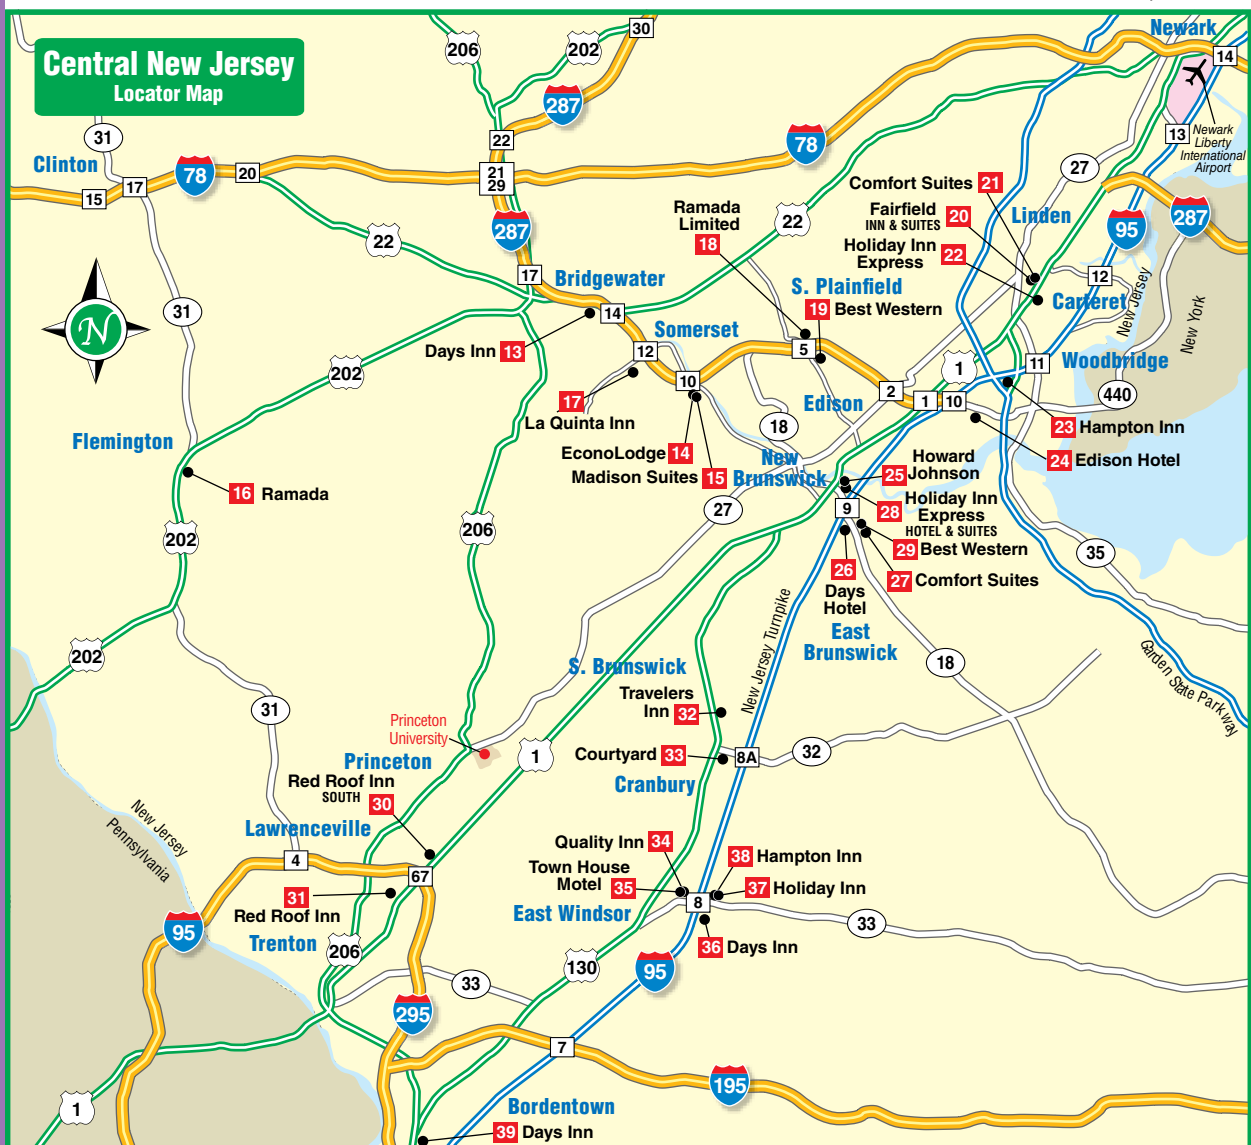 Central New Jersey
Locator Map
206
202
30
Newark
14
287
31
22
78
13
Newark
Liberty
International
Airport
Clinton
78
20
21
29
27
15
17
Comfort Suites 21
Ramada
Limited
18
Fairfield 20
INN & SUITES
Linden
287
95
22
22
287
Holiday Inn
Express 22
17
Bridgewater
12
S. Plainfield
Carteret
New Jersey
New York
31
14
19 Best Western
Somerset
Days Inn 13
12
5
1
11
Woodbridge
202
10
2
1
10
440
17
La Quinta Inn
Edison
18
23 Hampton Inn
Flemington
EconoLodge 14
New
Brunswick
Howard
25 Johnson
24 Edison Hotel
Madison Suites 15
16 Ramada
27
9
Holiday Inn
28 Express
HOTEL & SUITES
202
206
29 Best Western
35
26
Days
Hotel
27 Comfort Suites
New Jersey Turnpike
East
Brunswick
202
S. Brunswick
18
Garden State Parkway
Travelers
Inn 32
31
Princeton
University
1
Courtyard 33
8A
32
Princeton
Cranbury
Red Roof Inn
SOUTH 30
New Jersey
Pennsylvania
Lawrenceville
Quality Inn 34
38 Hampton Inn
4
67
Town House
Motel 35
37 Holiday Inn
31
Red Roof Inn
8
East Windsor
33
95
Trenton
206
36 Days Inn
130
95
33
295
7
195
1
Bordentown
39 Days Inn
N